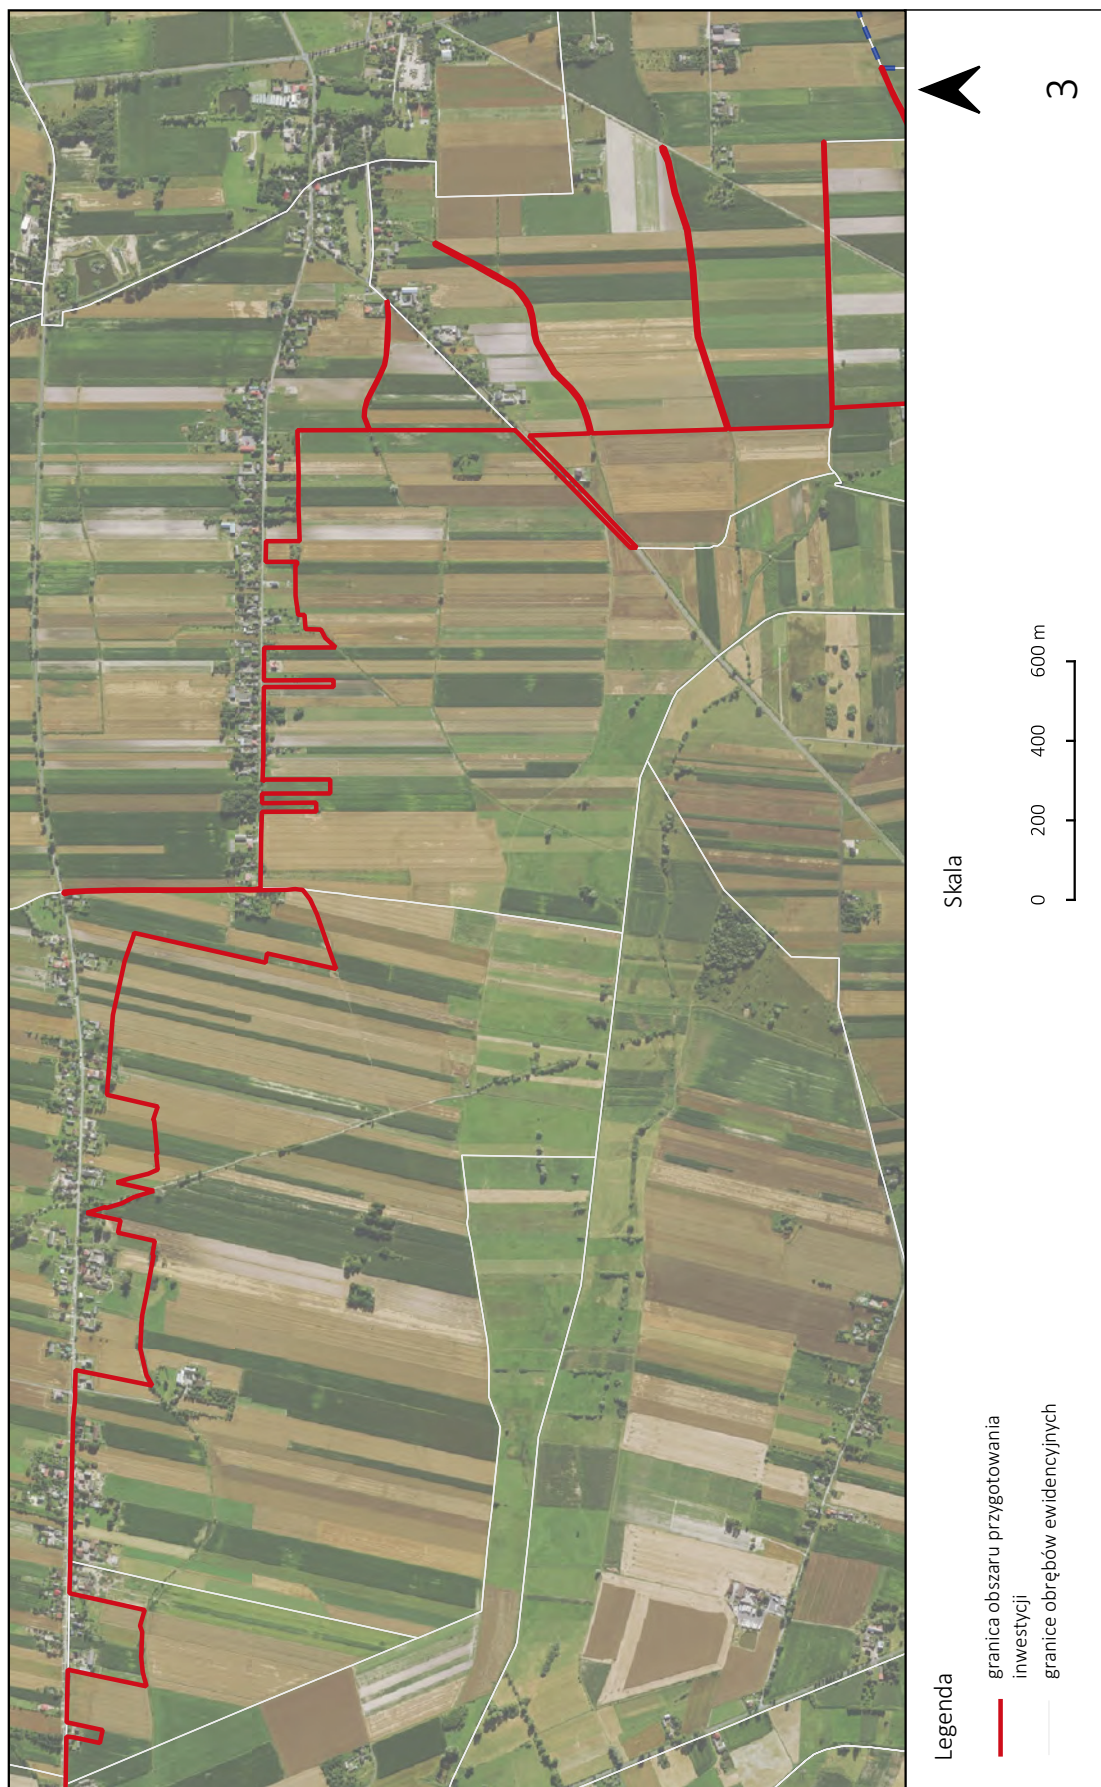 Legenda
granica obszaru przygotowania
inwestycji
granice obrębów ewidencyjnych
Skala
0 200 400 600 m
3